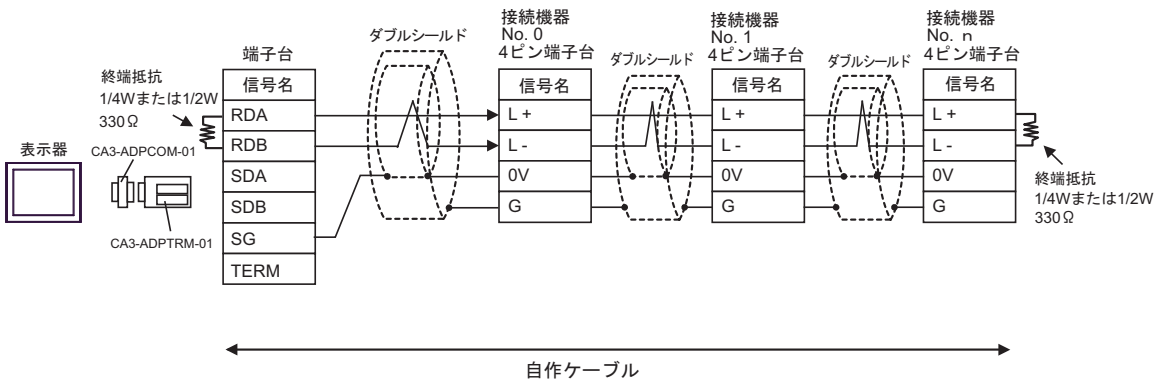 表示器
終端抵抗
1/4Wまたは1/2W
330Ω
CA3-ADPCOM-01
CA3-ADPTRM-01
端子台
信号名
RDA
RDB
SDA
SDB
SG
TERM
ダブルシールド
接続機器
No. 0
4ピン端子台
信号名
L +
L -
0V
G
ダブルシールド
接続機器
No. 1
4ピン端子台
信号名
L +
L -
0V
G
ダブルシールド
接続機器
No. n
4ピン端子台
信号名
L +
L -
0V
G
終端抵抗
1/4Wまたは1/2W
330Ω
自作ケーブル